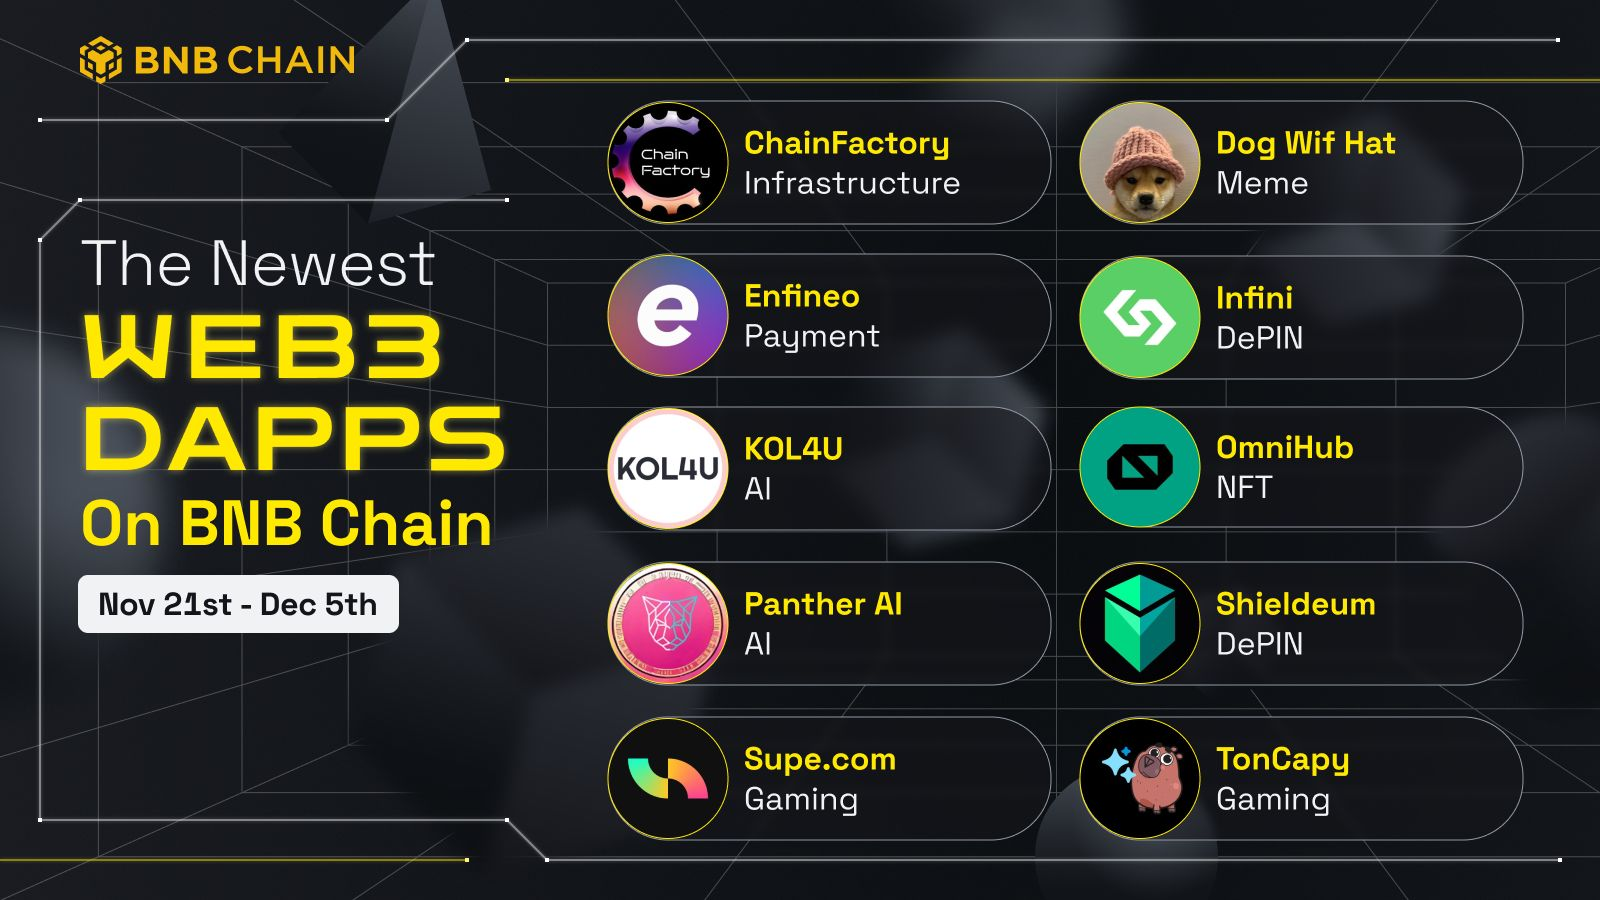 BNB CHAIN
The Newest
WEB3
DAPPS
On BNB Chain
Nov 21st - Dec 5th
Chain
Factory
ChainFactory
Infrastructure
Dog Wif Hat
Meme
e
Enfineo
Payment
Infini
DePIN
KOL4U
KOL4U
AI
OmniHub
NFT
Panther AI
AI
Shieldeum
DePIN
Supe.com
Gaming
TonCapy
Gaming